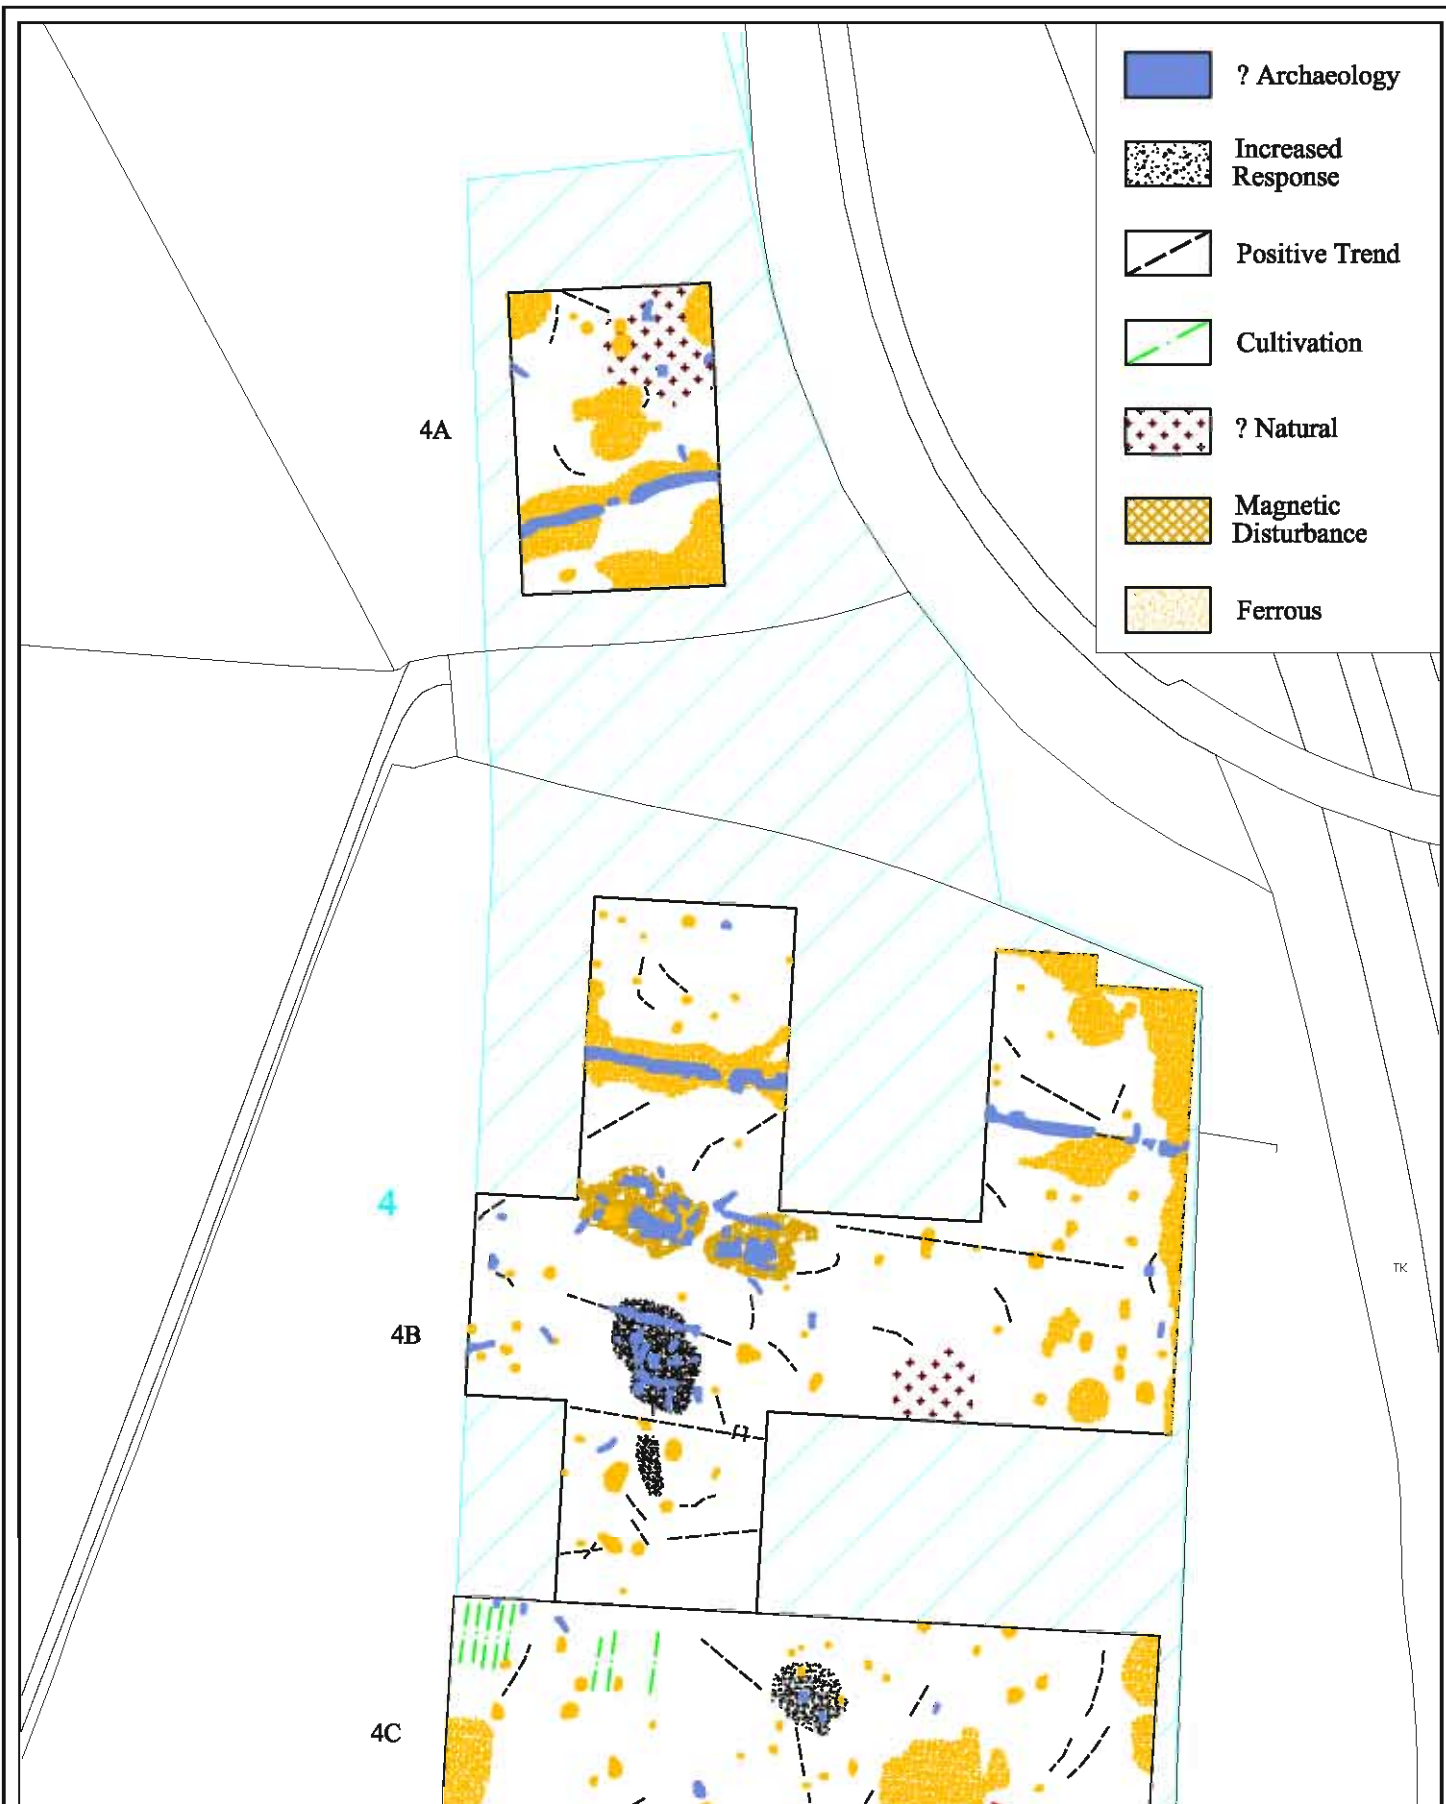 ? Archaeology
Increased
Response
Positive Trend
Cultivation
? Natural
Magnetic
Disturbance
Ferrous
4A
4
TK
4B
4C